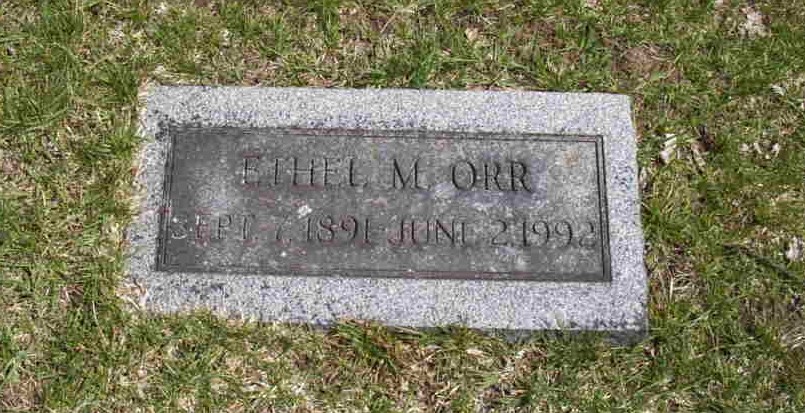 ETHEL M. ORR
SEPT. 7, 1891 - JUNE 2, 1992